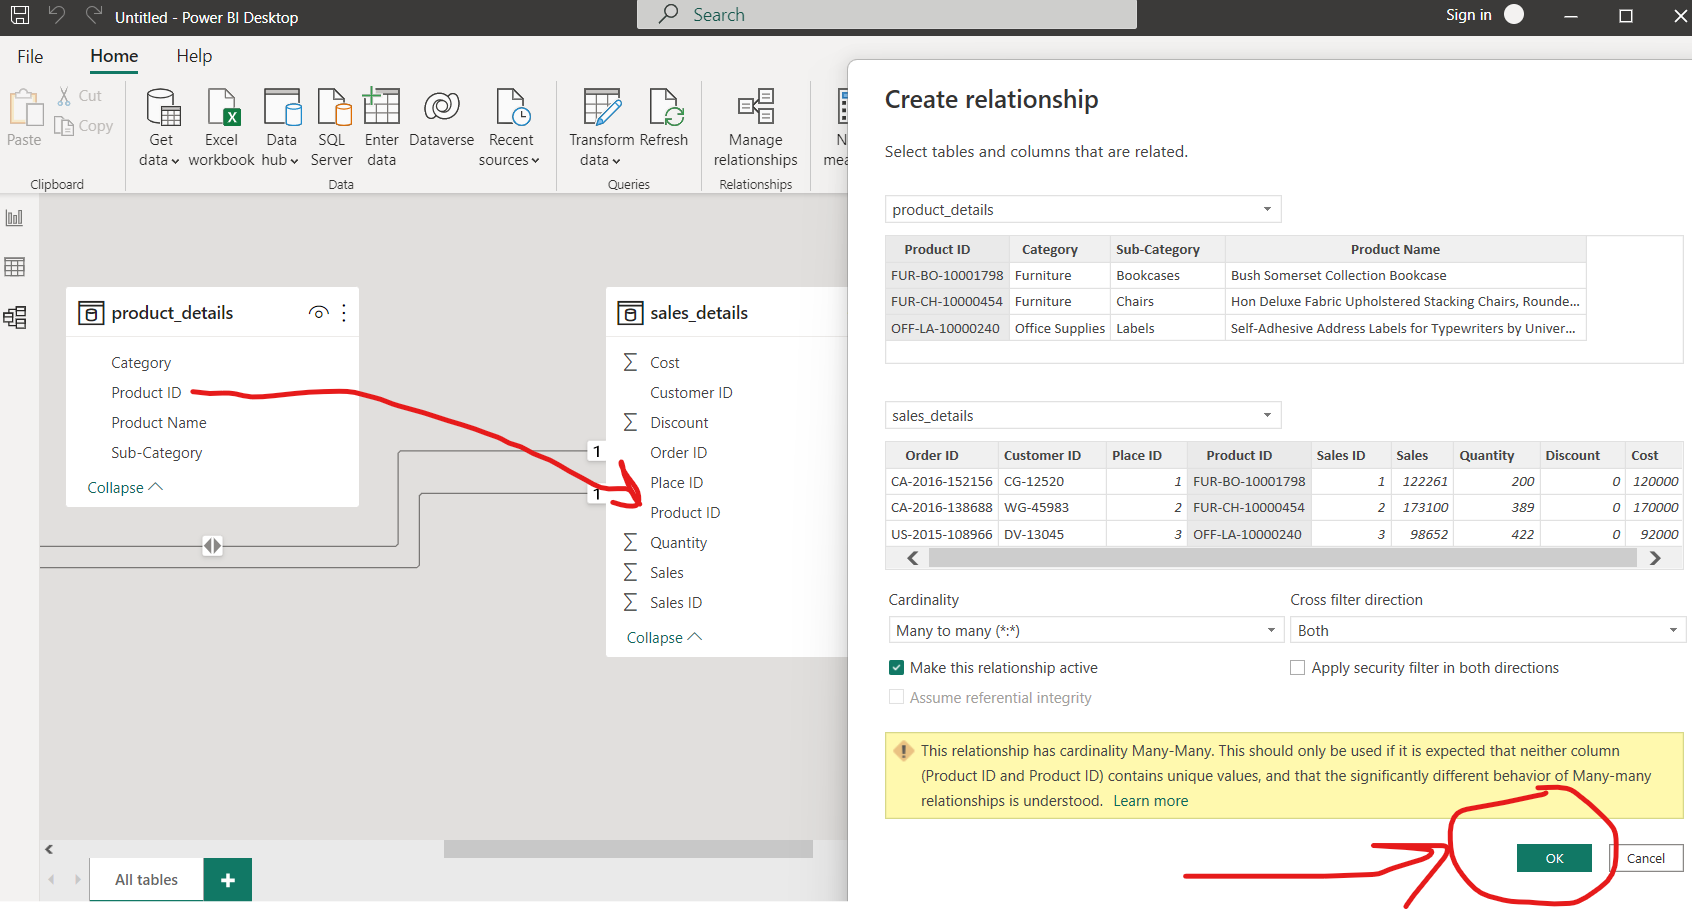 Untitled - Power BI Desktop
Search
Sign in
File
Home
Help
Paste
Cut
Copy
Clipboard
Get data
Excel workbook
Data hub
SQL Server
Enter data
Dataverse
Recent sources
Data
Transform data
Refresh
Queries
Manage relationships
Relationships
N
mea
product_details
Category
Product ID
Product Name
Sub-Category
Collapse
1
1
sales_details
Cost
Customer ID
Discount
Order ID
Place ID
Product ID
Quantity
Sales
Sales ID
Collapse
All tables
+
Create relationship
Select tables and columns that are related.
product_details
Product ID Category Sub-Category Product Name
FUR-BO-10001798 Furniture Bookcases Bush Somerset Collection Bookcase
FUR-CH-10000454 Furniture Chairs Hon Deluxe Fabric Upholstered Stacking Chairs, Rounde...
OFF-LA-10000240 Office Supplies Labels Self-Adhesive Address Labels for Typewriters by Univer...
sales_details
Order ID Customer ID Place ID Product ID Sales ID Sales Quantity Discount Cost
CA-2016-152156 CG-12520 1 FUR-BO-10001798 1 122261 200 0 120000
CA-2016-138688 WG-45983 2 FUR-CH-10000454 2 173100 389 0 170000
US-2015-108966 DV-13045 3 OFF-LA-10000240 3 98652 422 0 92000
Cardinality
Cross filter direction
Many to many (*:*)
Both
Make this relationship active
Apply security filter in both directions
Assume referential integrity
This relationship has cardinality Many-Many. This should only be used if it is expected that neither column
(Product ID and Product ID) contains unique values, and that the significantly different behavior of Many-many
relationships is understood. Learn more
OK
Cancel